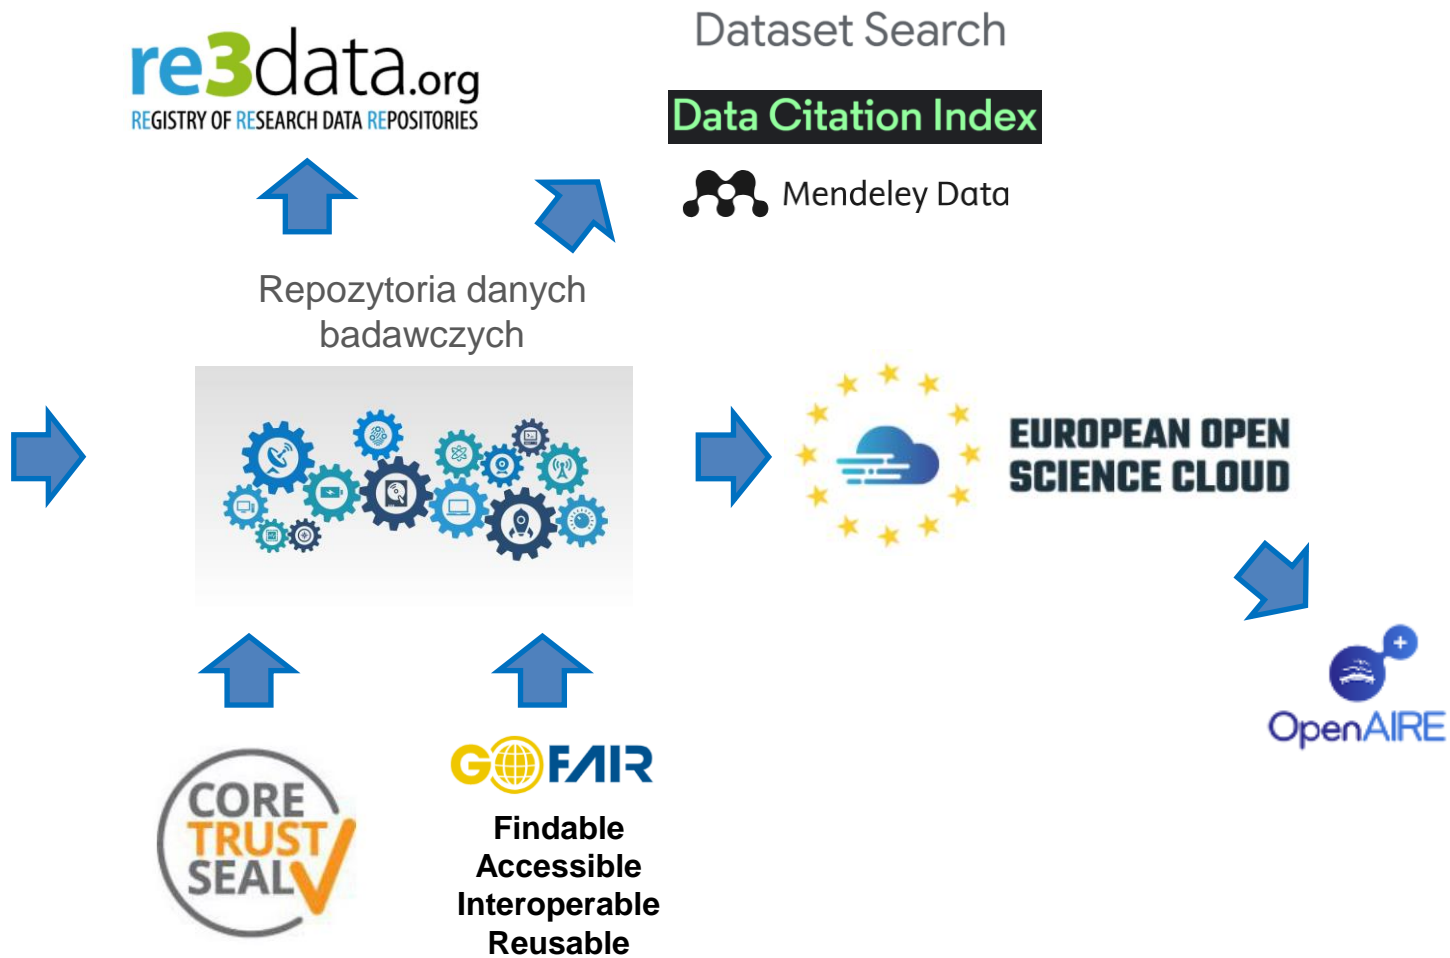 re3data.org
REGISTRY OF RESEARCH DATA REPOSITORIES
Dataset Search
Data Citation Index
Mendeley Data
Repozytoria danych
badawczych
EUROPEAN OPEN
SCIENCE CLOUD
OpenAIRE
CORE
TRUST
SEAL
GO FAIR
Findable
Accessible
Interoperable
Reusable